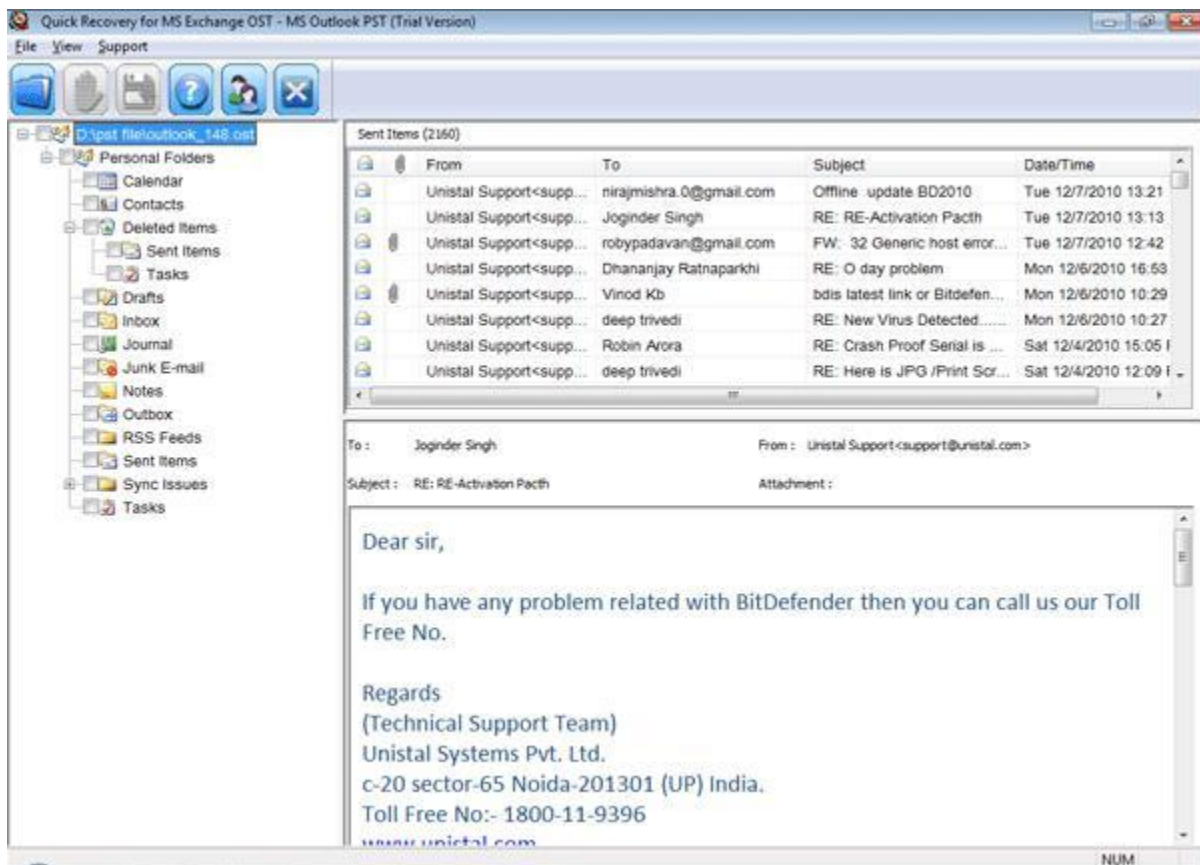 Quick Recovery for MS Exchange OST - MS Outlook PST (Trial Version)
File View Support
D:\pst file\outlook_148.ost
Personal Folders
Calendar
Contacts
Deleted Items
Sent Items
Tasks
Drafts
Inbox
Journal
Junk E-mail
Notes
Outbox
RSS Feeds
Sent Items
Sync Issues
Tasks
Sent Items (2160)
From To Subject Date/Time
Unistal Support<supp... nirajmishra.0@gmail.com Offline update BD2010 Tue 12/7/2010 13:21
Unistal Support<supp... Joginder Singh RE: RE-Activation Pacth Tue 12/7/2010 13:13
Unistal Support<supp... robypadavan@gmail.com FW: 32 Generic host error... Tue 12/7/2010 12:42
Unistal Support<supp... Dhananjay Ratnaparkhi RE: O day problem Mon 12/6/2010 16:53
Unistal Support<supp... Vinod Kb bdis latest link or Bitdefen... Mon 12/6/2010 10:29
Unistal Support<supp... deep trivedi RE: New Virus Detected...... Mon 12/6/2010 10:27
Unistal Support<supp... Robin Arora RE: Crash Proof Serial is ... Sat 12/4/2010 15:05
Unistal Support<supp... deep trivedi RE: Here is JPG /Print Scr... Sat 12/4/2010 12:09
To : Joginder Singh From : Unistal Support<support@unistal.com>
Subject : RE: RE-Activation Pacth Attachment :
Dear sir,
If you have any problem related with BitDefender then you can call us our Toll
Free No.
Regards
(Technical Support Team)
Unistal Systems Pvt. Ltd.
c-20 sector-65 Noida-201301 (UP) India.
Toll Free No:- 1800-11-9396
www.unistal.com
NUM